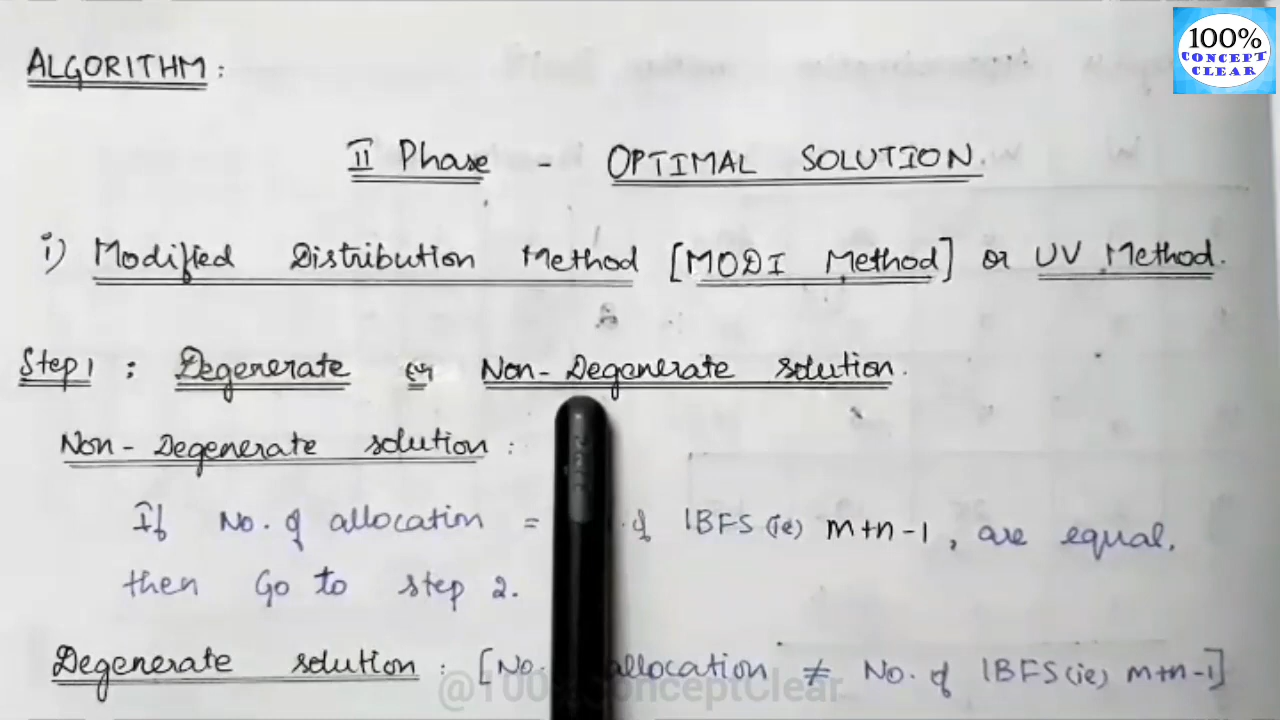 100%
CONCEPT
CLEAR
ALGORITHM:
II Phase - OPTIMAL SOLUTION.
i) Modified Distribution Method [MODI Method] or UV Method.
Step 1 : Degenerate (or) Non-Degenerate solution.
Non-Degenerate solution :
If No. of allocation = of IBFS (ie) m+n-1, are equal,
then Go to step 2.
Degenerate solution : [No. allocation ≠ No. of IBFS (ie) m+n-1]
@100%ConceptClear